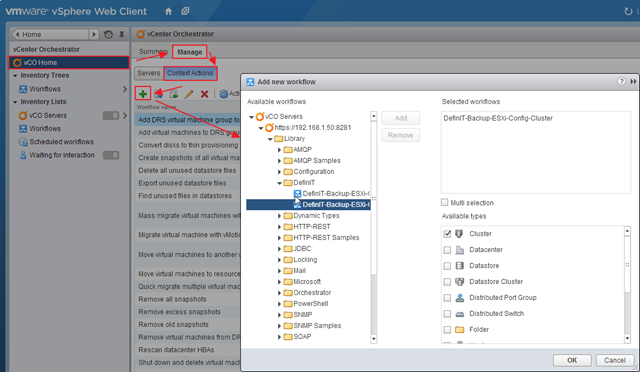 vmware vSphere Web Client
Home
vCenter Orchestrator
vCO Home
Inventory Trees
Workflows
Inventory Lists
vCO Servers
Workflows
Scheduled workflows
Waiting for interaction
vCenter Orchestrator
Summary Manage
Servers Context Actions
Workflow name
Add DRS virtual machine group to
Add virtual machines to DRS
Convert disks to thin provisioning
Create snapshots of all virtual
Delete all unused datastores
Export unused datastores
Find unused files in datastores
Mass migrate virtual machines with
Migrate virtual machine with vMotion
Move virtual machines to another
Move virtual machines to resource
Quick migrate multiple virtual
Remove all snapshots
Remove excess snapshots
Remove old snapshots
Remove virtual machines from DR
Rescan datacenter HBAs
Shut down and delete virtual mach
Add new workflow
Available workflows
vCO Servers
https://192.168.1.50:8281
Library
AMQP
AMQP Samples
Configuration
DefinIT
DefinIT-Backup-ESXi-C
DefinIT-Backup-ESXi-C
Dynamic Types
HTTP-REST
HTTP-REST Samples
JDBC
Locking
Mail
Microsoft
Orchestrator
PowerShell
SNMP
SNMP Samples
SOAP
Add
Remove
Selected workflows
DefinIT-Backup-ESXi-Config-Cluster
Multi selection
Available types
Cluster
Datacenter
Datastore
Datastore Cluster
Distributed Port Group
Distributed Switch
Folder
OK Cancel